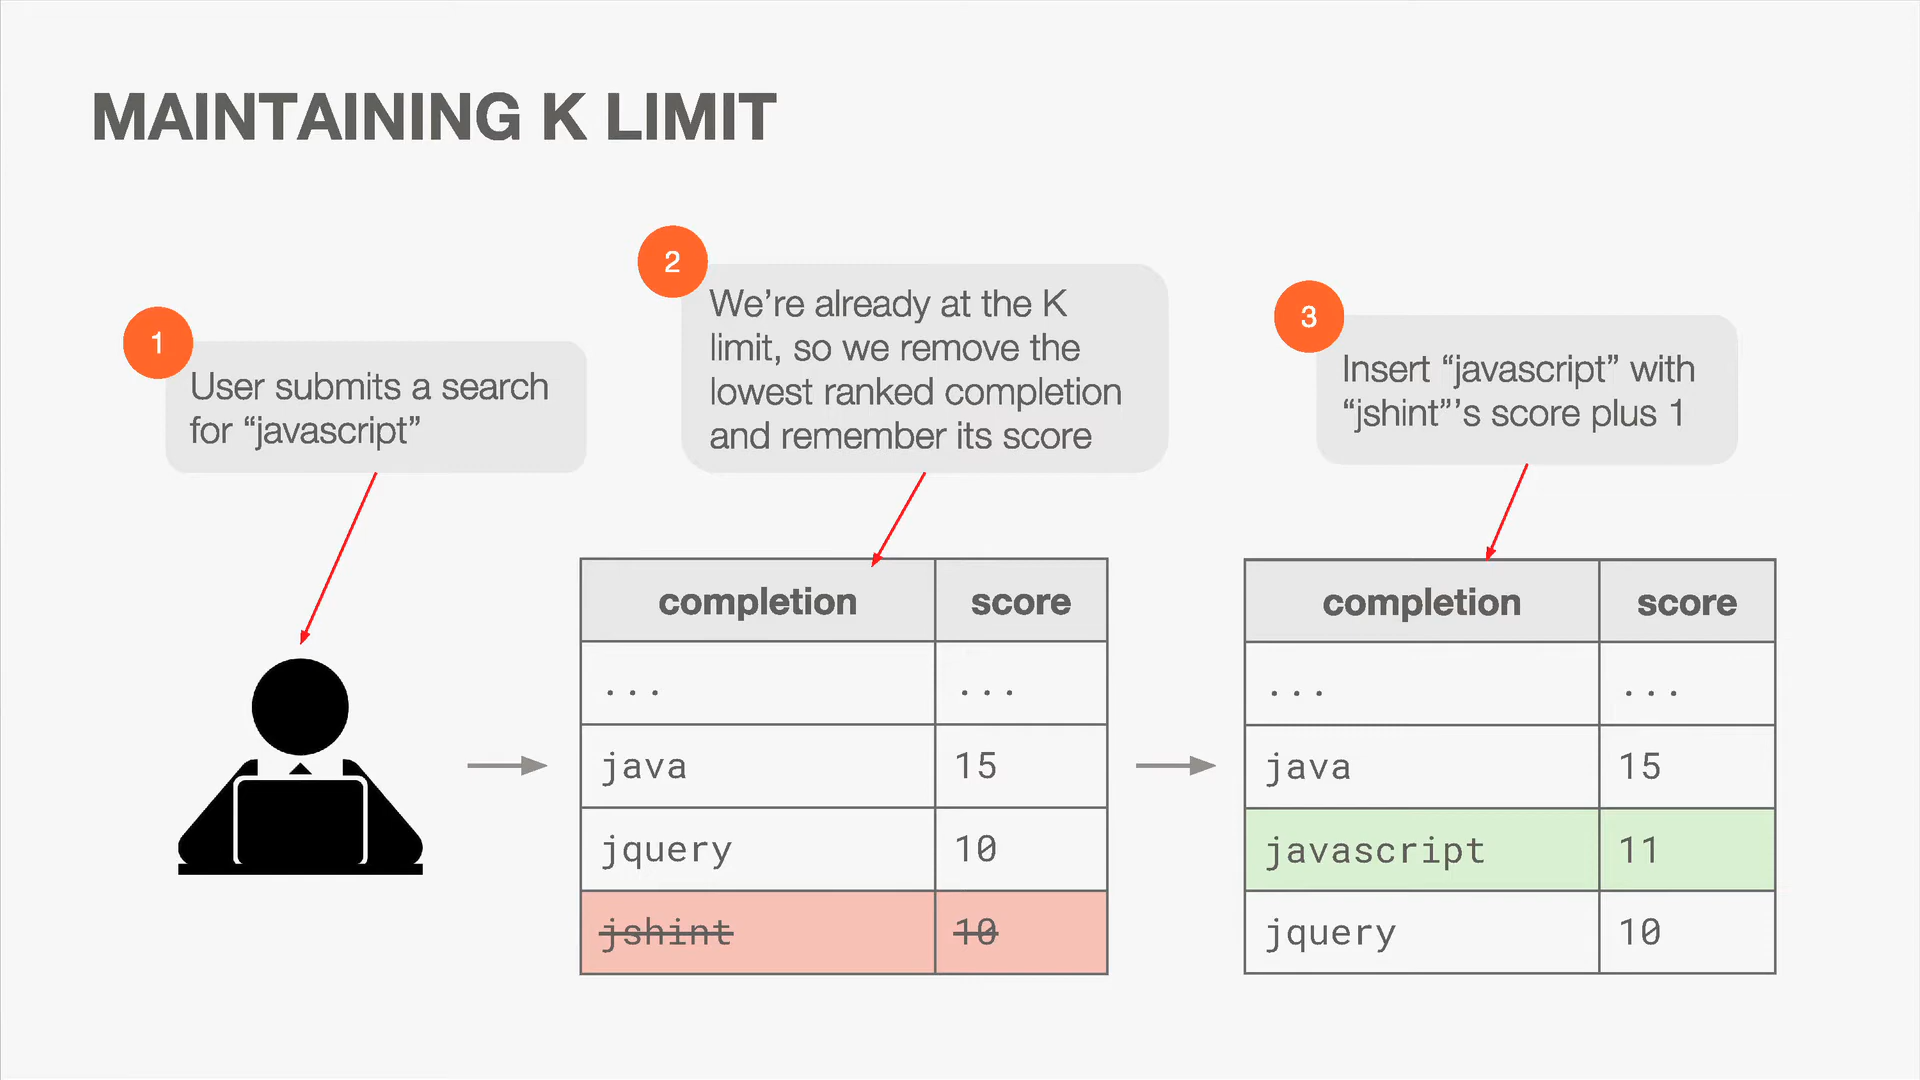 MAINTAINING K LIMIT
1
User submits a search
for “javascript”
2
We’re already at the K
limit, so we remove the
lowest ranked completion
and remember its score
3
Insert “javascript” with
“jshint”’s score plus 1
completion score
... ...
java 15
jquery 10
jshint 10
completion score
... ...
java 15
javascript 11
jquery 10